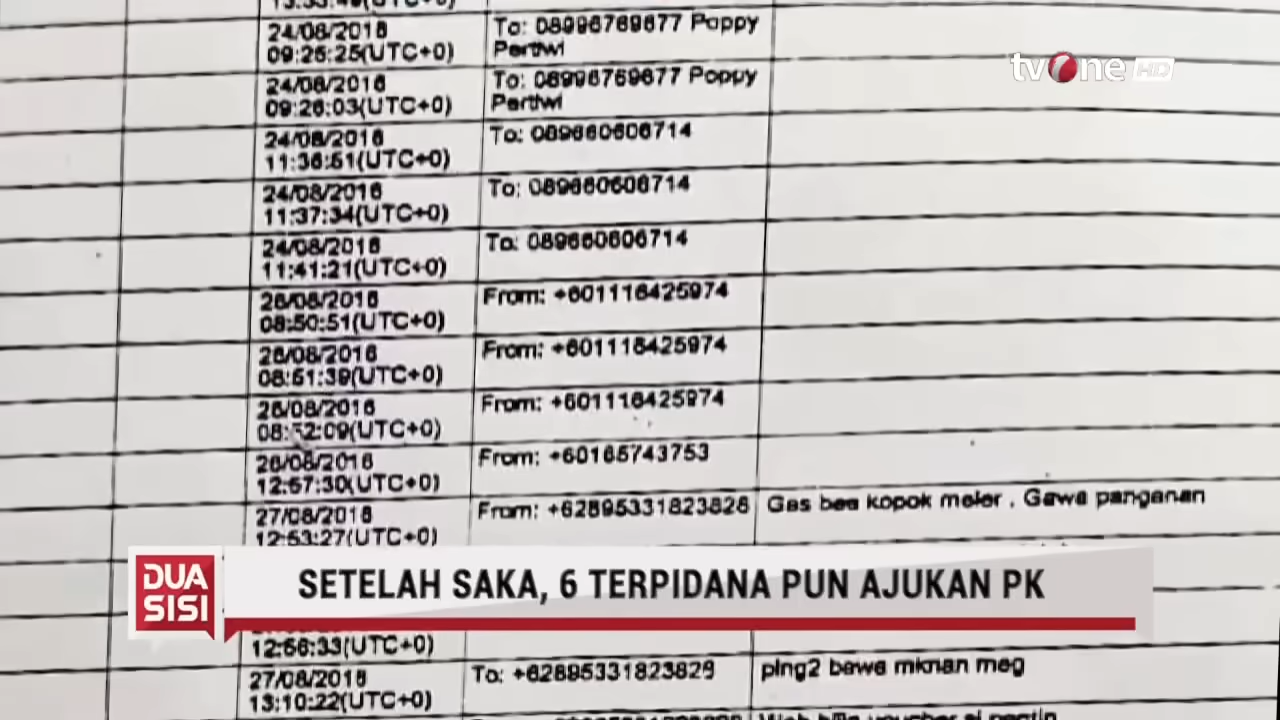 24/08/2016
09:26:25(UTC+0)
To: 08996769677 Poppy
Pertiwi
24/08/2016
09:26:03(UTC+0)
To: 08996769677 Poppy
Pertiwi
24/08/2016
11:36:51(UTC+0)
To: 089660606714
24/08/2016
11:37:34(UTC+0)
To: 089660606714
24/08/2016
11:41:21(UTC+0)
To: 089660606714
26/08/2016
08:50:51(UTC+0)
From: +601116425974
26/08/2016
08:51:39(UTC+0)
From: +601116425974
26/08/2016
08:52:09(UTC+0)
From: +601116425974
26/08/2016
12:57:30(UTC+0)
From: +60165743753
27/08/2016
12:53:27(UTC+0)
From: +62895331823828
Gas bae kopok meler . Gawa panganan
12:56:33(UTC+0)
27/08/2016
13:10:22(UTC+0)
To: +62895331823829
ping2 bawa miknan meg
tvOne HD
DUA
SISI
SETELAH SAKA, 6 TERPIDANA PUN AJUKAN PK